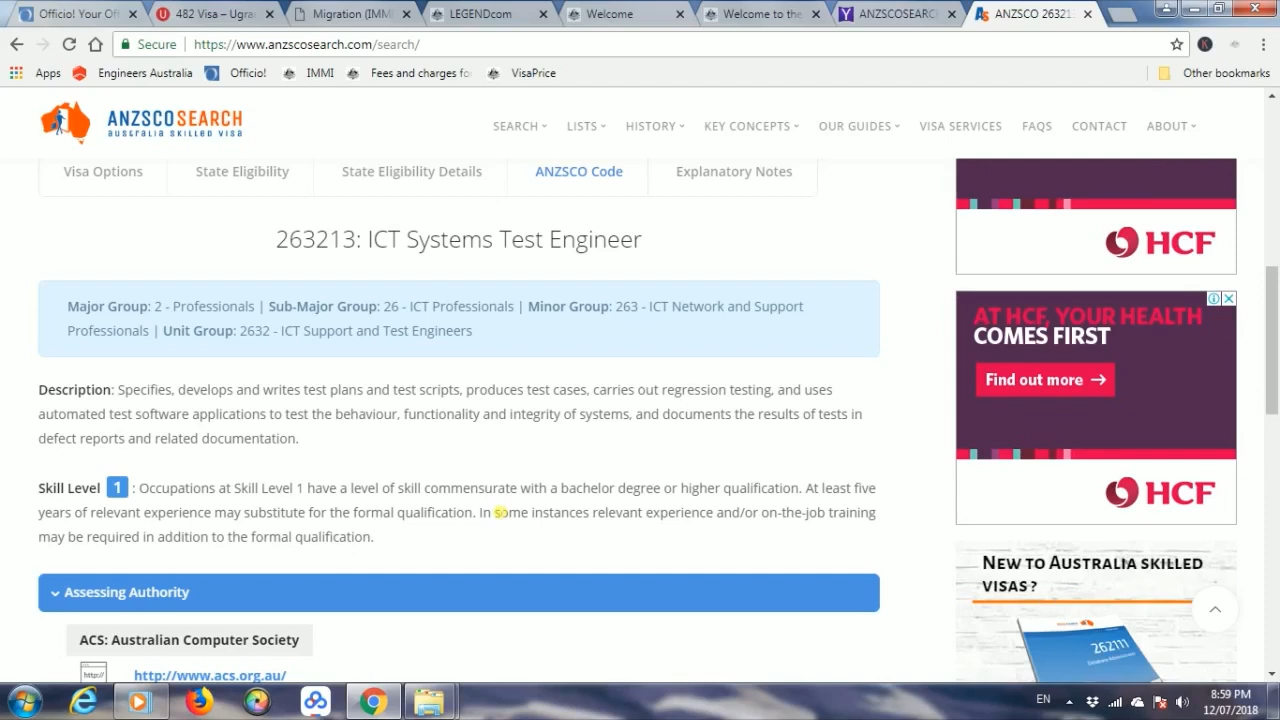 Officio! Your Of
482 Visa – Ugra
Migration (IMMI
LEGENDcom
Welcome
Welcome to the
ANZSCOSEARCH
ANZSCO 26321
Secure
https://www.anzscosearch.com/search/
Apps
Engineers Australia
Officio!
IMMI
Fees and charges fo
VisaPrice
Other bookmarks
ANZSCOSEARCH
australia skilled visa
SEARCH
LISTS
HISTORY
KEY CONCEPTS
OUR GUIDES
VISA SERVICES
FAQS
CONTACT
ABOUT
Visa Options
State Eligibility
State Eligibility Details
ANZSCO Code
Explanatory Notes
263213: ICT Systems Test Engineer
Major Group: 2 - Professionals | Sub-Major Group: 26 - ICT Professionals | Minor Group: 263 - ICT Network and Support
Professionals | Unit Group: 2632 - ICT Support and Test Engineers
Description: Specifies, develops and writes test plans and test scripts, produces test cases, carries out regression testing, and uses
automated test software applications to test the behaviour, functionality and integrity of systems, and documents the results of tests in
defect reports and related documentation.
Skill Level 1 : Occupations at Skill Level 1 have a level of skill commensurate with a bachelor degree or higher qualification. At least five
years of relevant experience may substitute for the formal qualification. In some instances relevant experience and/or on-the-job training
may be required in addition to the formal qualification.
Assessing Authority
ACS: Australian Computer Society
http://
http://www.acs.org.au/
HCF
AT HCF, YOUR HEALTH
COMES FIRST
Find out more →
HCF
NEW TO AUSTRALIA SKILLED
VISAS ?
262111
EN
8:59 PM
12/07/2018